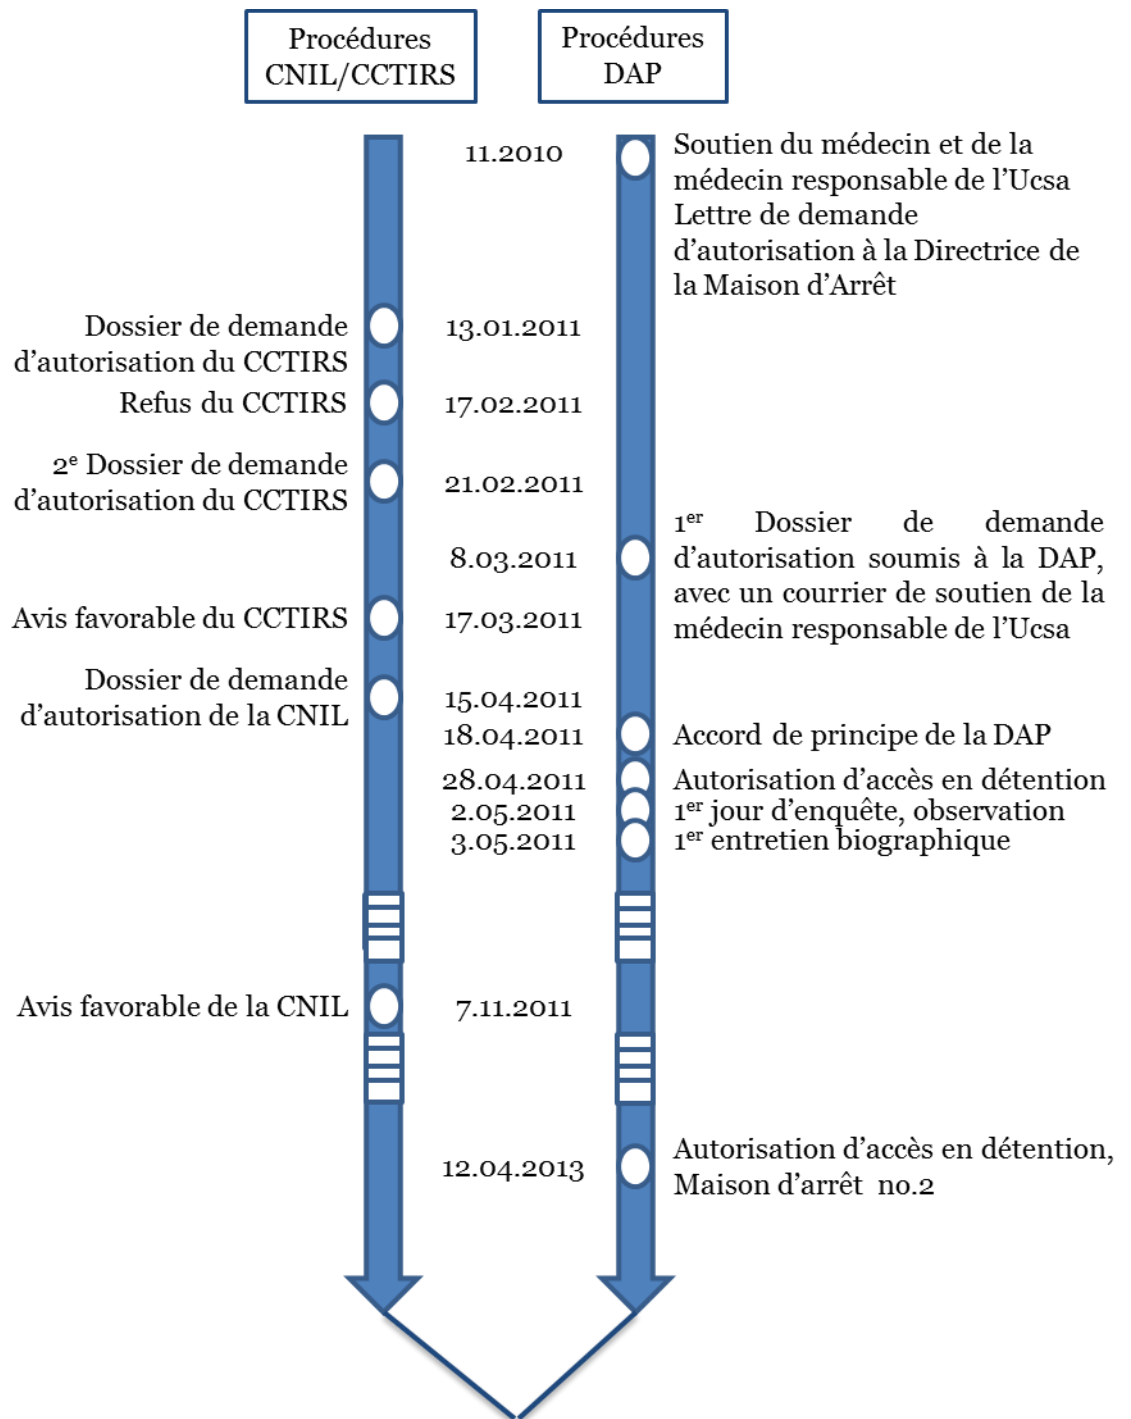 Procédures
CNIL/CCTIRS
Procédures
DAP
11.2010
Soutien du médecin et de la
médecin responsable de l’Ucsa
Lettre de demande
d’autorisation à la Directrice de
la Maison d’Arrêt
Dossier de demande
d’autorisation du CCTIRS
13.01.2011
Refus du CCTIRS
17.02.2011
2e Dossier de demande
d’autorisation du CCTIRS
21.02.2011
8.03.2011
1er Dossier de demande
d’autorisation soumis à la DAP,
avec un courrier de soutien de la
médecin responsable de l’Ucsa
Avis favorable du CCTIRS
17.03.2011
Dossier de demande
d’autorisation de la CNIL
15.04.2011
18.04.2011
Accord de principe de la DAP
28.04.2011
Autorisation d’accès en détention
2.05.2011
1er jour d’enquête, observation
3.05.2011
1er entretien biographique
Avis favorable de la CNIL
7.11.2011
12.04.2013
Autorisation d’accès en détention,
Maison d’arrêt no.2